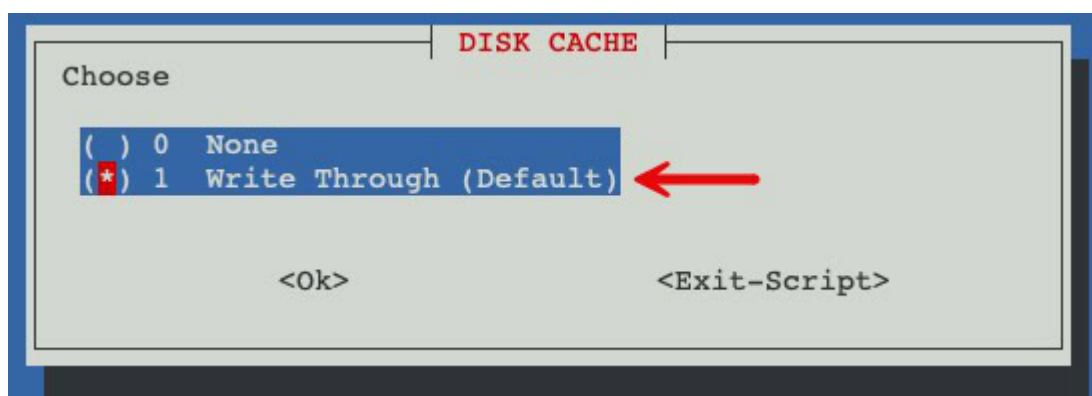 DISK CACHE
Choose
( ) 0 None
(*) 1 Write Through (Default)
<Ok> <Exit-Script>